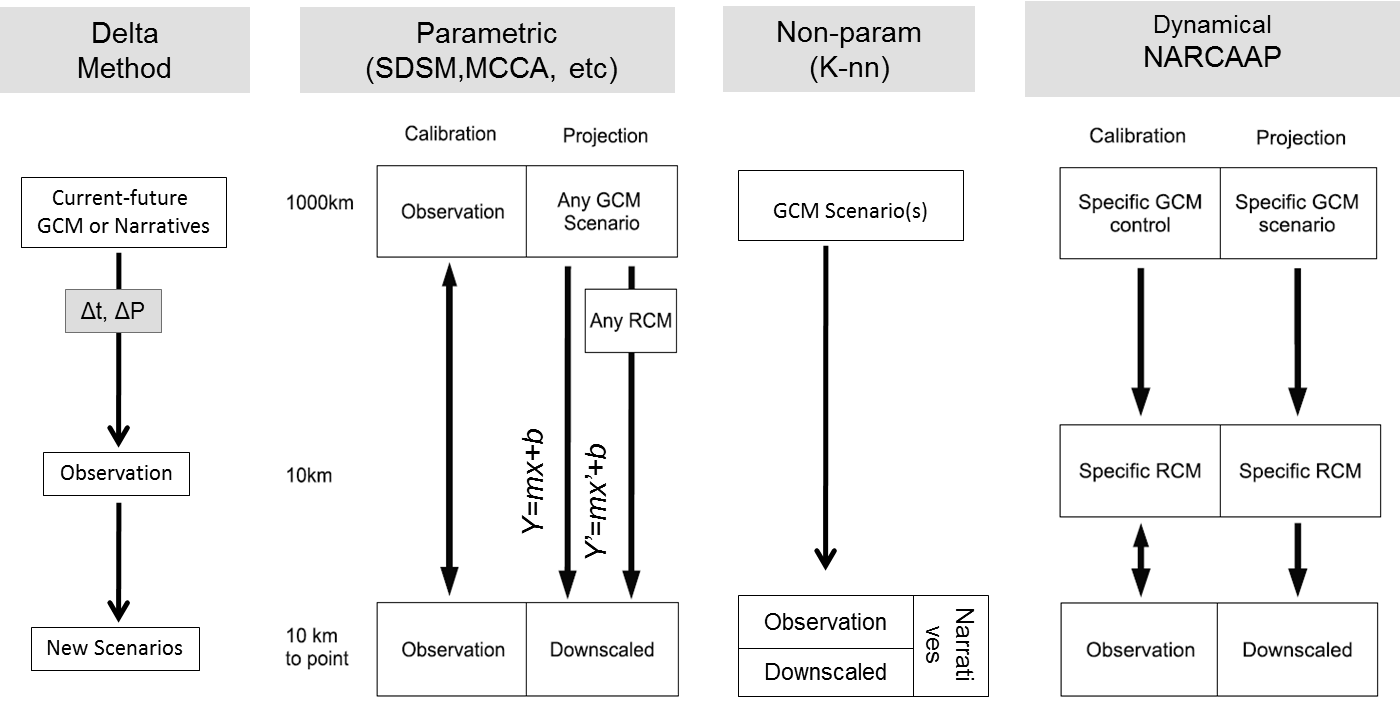 Delta
Method
Current-future
GCM or Narratives
Δt, ΔP
Observation
New Scenarios
Parametric
(SDSM,MCCA, etc)
Calibration
Projection
1000km
Observation
Any GCM
Scenario
Any RCM
10km
Y=mx+b
Y’=mx’+b
10 km
to point
Observation
Downscaled
Non-param
(K-nn)
GCM Scenario(s)
Observation
Downscaled
Narrati
ves
Dynamical
NARCAAP
Calibration
Projection
Specific GCM
control
Specific GCM
scenario
Specific RCM
Specific RCM
Observation
Downscaled